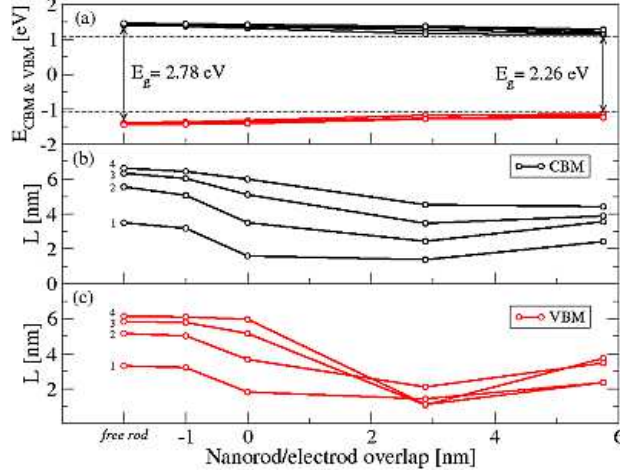 (a)
E_CBM & VBM [eV]
2
1
0
-1
-2
E_g = 2.78 eV
E_g = 2.26 eV
(b)
L [nm]
8
6
4
2
0
4
3
2
1
CBM
(c)
L [nm]
6
4
2
4
3
2
1
VBM
free rod
-1
0
2
4
6
Nanorod/electrod overlap [nm]